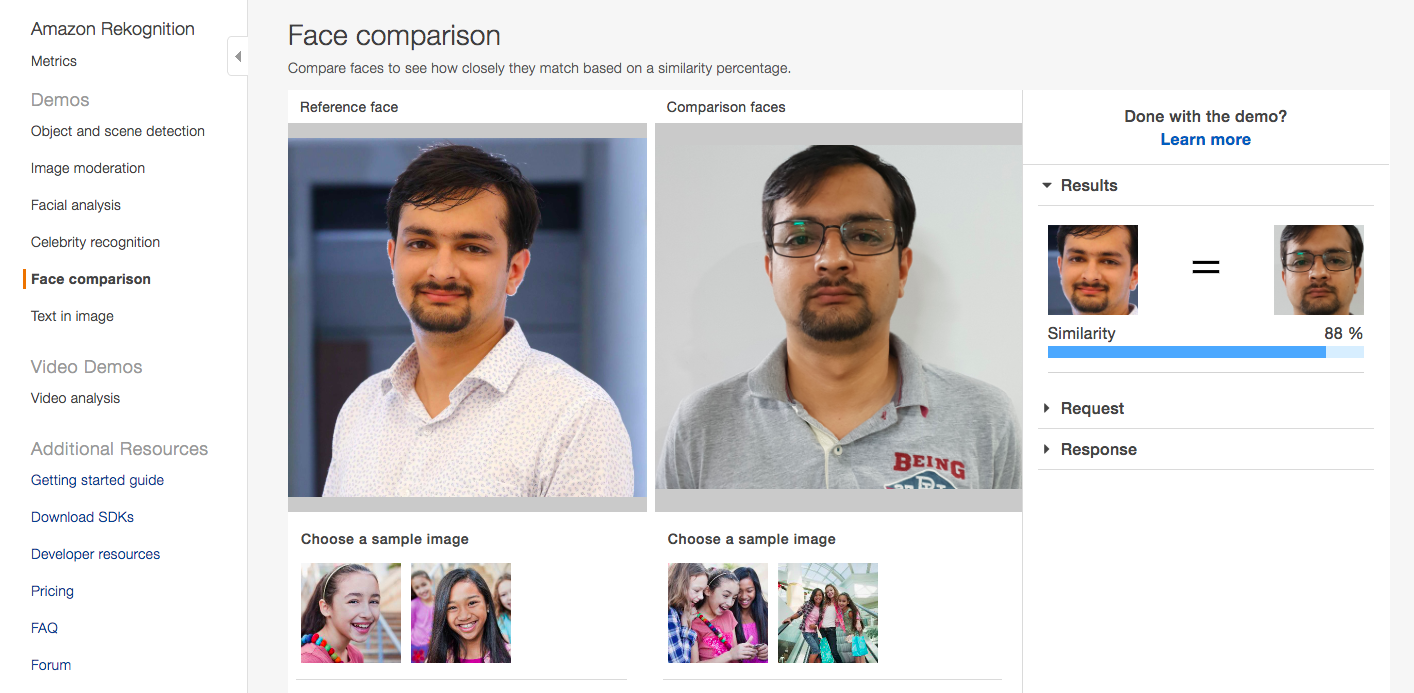 Amazon Rekognition
Metrics
Demos
Object and scene detection
Image moderation
Facial analysis
Celebrity recognition
Face comparison
Text in image
Video Demos
Video analysis
Additional Resources
Getting started guide
Download SDKs
Developer resources
Pricing
FAQ
Forum
Face comparison
Compare faces to see how closely they match based on a similarity percentage.
Reference face
Comparison faces
BEING
Choose a sample image
Choose a sample image
Done with the demo?
Learn more
Results
=
Similarity 88 %
Request
Response